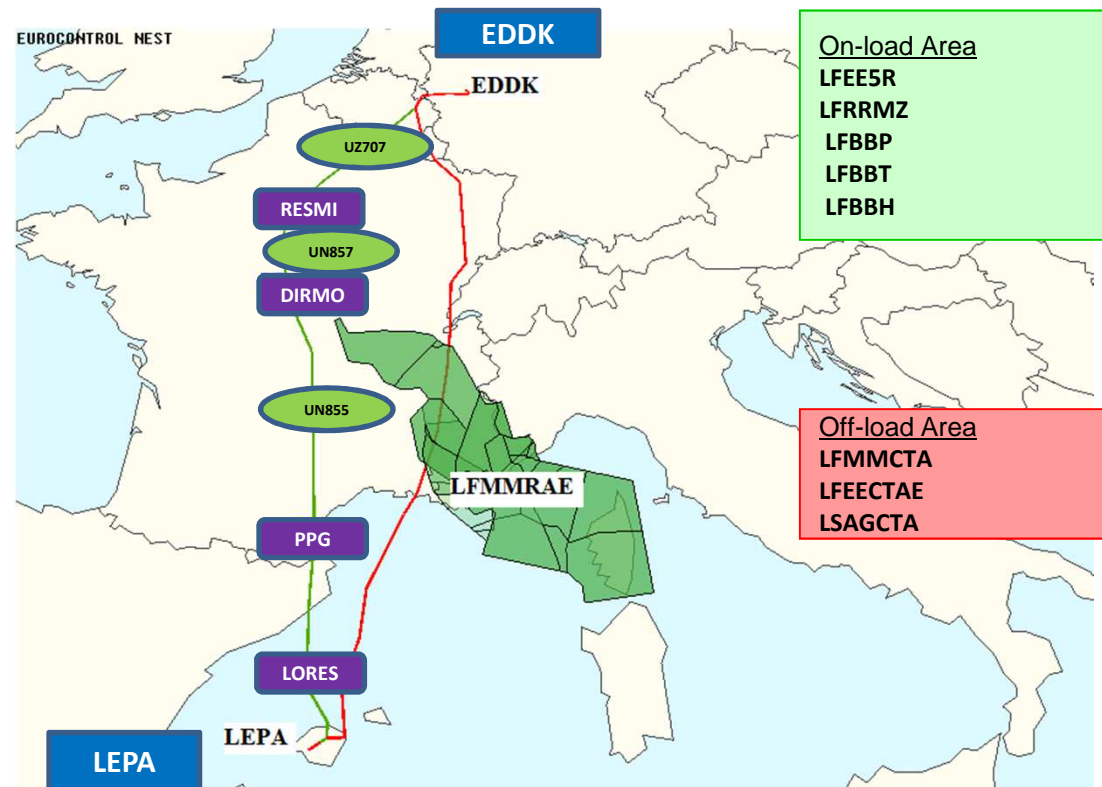 EUROCONTROL NEST
EDDK
EDDK
UZ707
RESMI
UN857
DIRMO
UN855
LFMMRAE
PPG
LORES
LEPA
LEPA
On-load Area
LFEE5R
LFRRMZ
LFBBP
LFBBT
LFBBH
Off-load Area
LFMMCTA
LFEECTAE
LSAGCTA